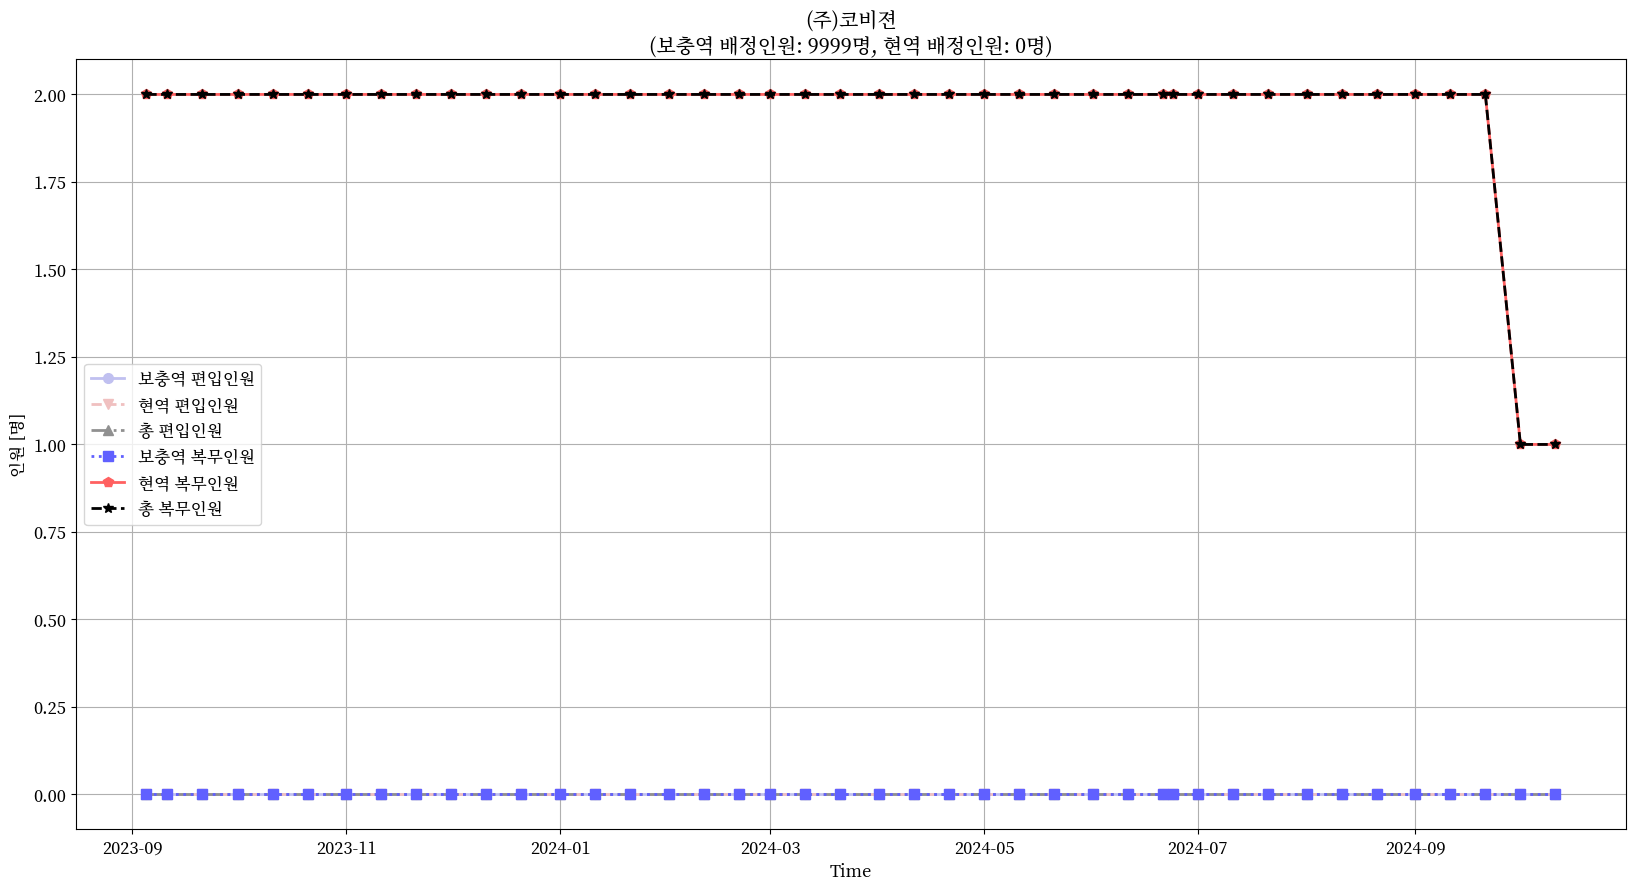 (주)코비젼
(보충역 배정인원: 9999명, 현역 배정인원: 0명)
2.00
1.75
1.50
1.25
1.00
0.75
0.50
0.25
0.00
인원 [명]
보충역 편입인원
현역 편입인원
총 편입인원
보충역 복무인원
현역 복무인원
총 복무인원
2023-09
2023-11
2024-01
2024-03
2024-05
2024-07
2024-09
Time